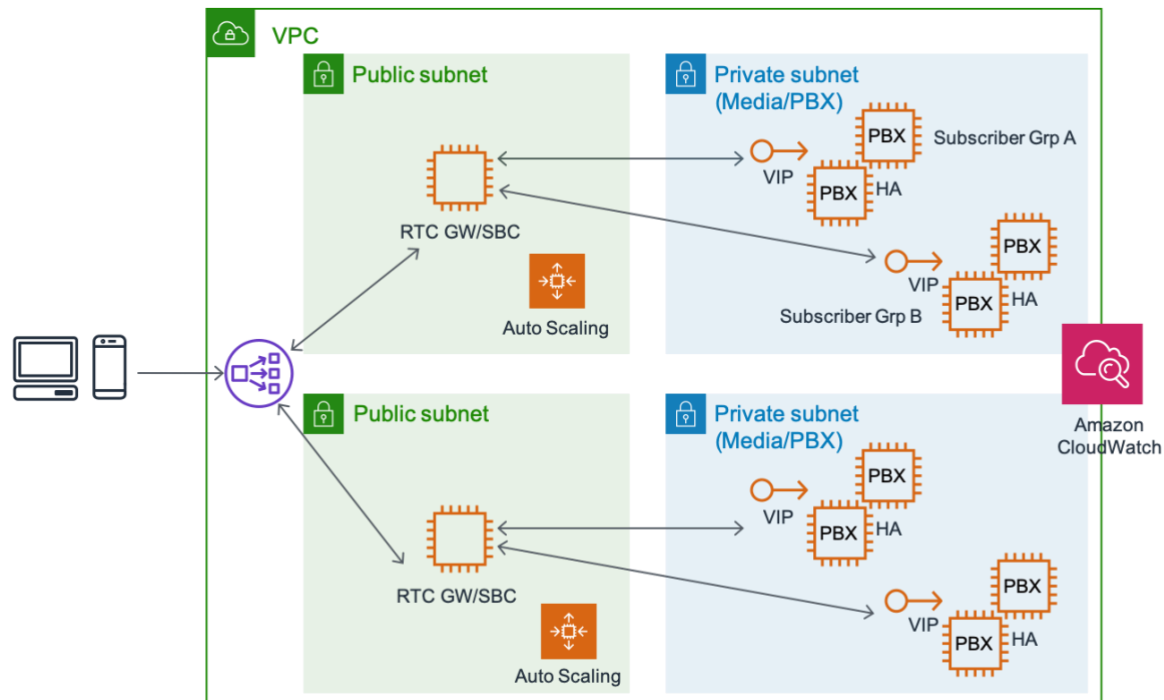 VPC
Public subnet
Private subnet
(Media/PBX)
PBX
Subscriber Grp A
VIP
PBX
HA
RTC GW/SBC
PBX
VIP
PBX
HA
Auto Scaling
Subscriber Grp B
Public subnet
Private subnet
(Media/PBX)
Amazon
CloudWatch
PBX
VIP
PBX
HA
RTC GW/SBC
PBX
VIP
PBX
HA
Auto Scaling